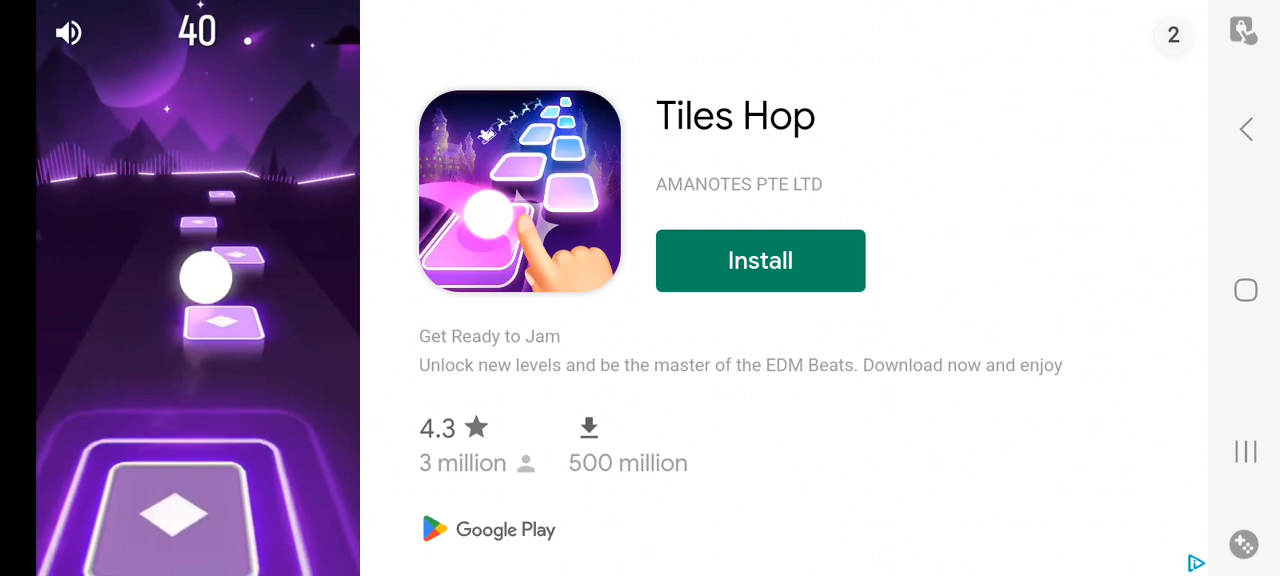 40
2
Tiles Hop
AMANOTES PTE LTD
Install
Get Ready to Jam
Unlock new levels and be the master of the EDM Beats. Download now and enjoy
4.3
3 million
500 million
Google Play